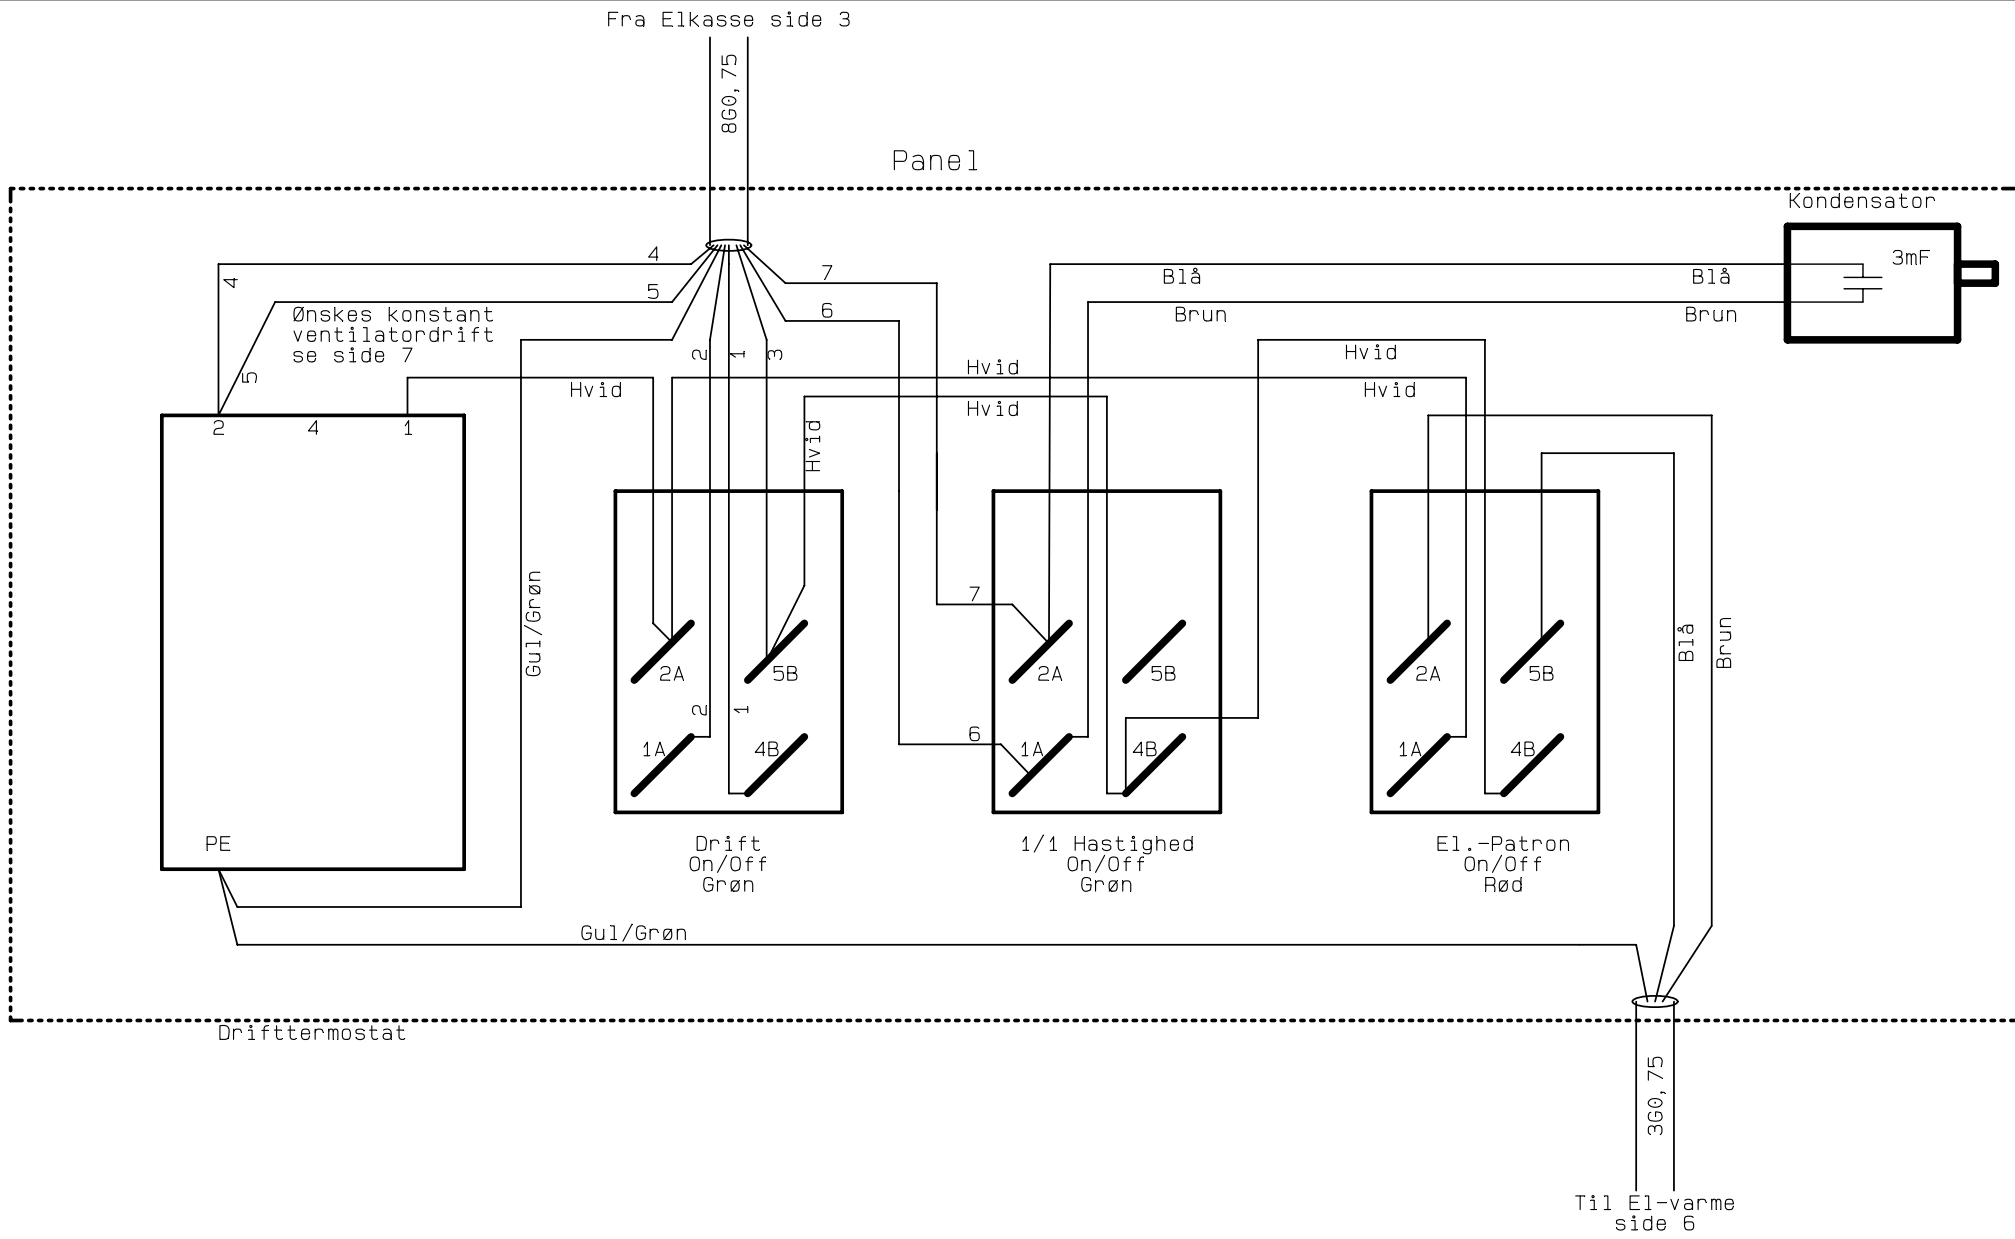 Fra Elkasse side 3
8G0,75
Panel
Kondensator
3mF
4
4
5
5
7
6
Blå
Blå
Brun
Brun
Ønskes konstant
ventilatordrift
se side 7
2
1
3
Hvid
Hvid
Hvid
Hvid
Hvid
Hvid
2
4
1
Gul/Grøn
7
6
2A
5B
2
1
1A
4B
2A
5B
1A
4B
2A
5B
1A
4B
Blå
Brun
PE
Drift
On/Off
Grøn
1/1 Hastighed
On/Off
Grøn
El.-Patron
On/Off
Rød
Gul/Grøn
Drifttermostat
3G0,75
Til El-varme
side 6